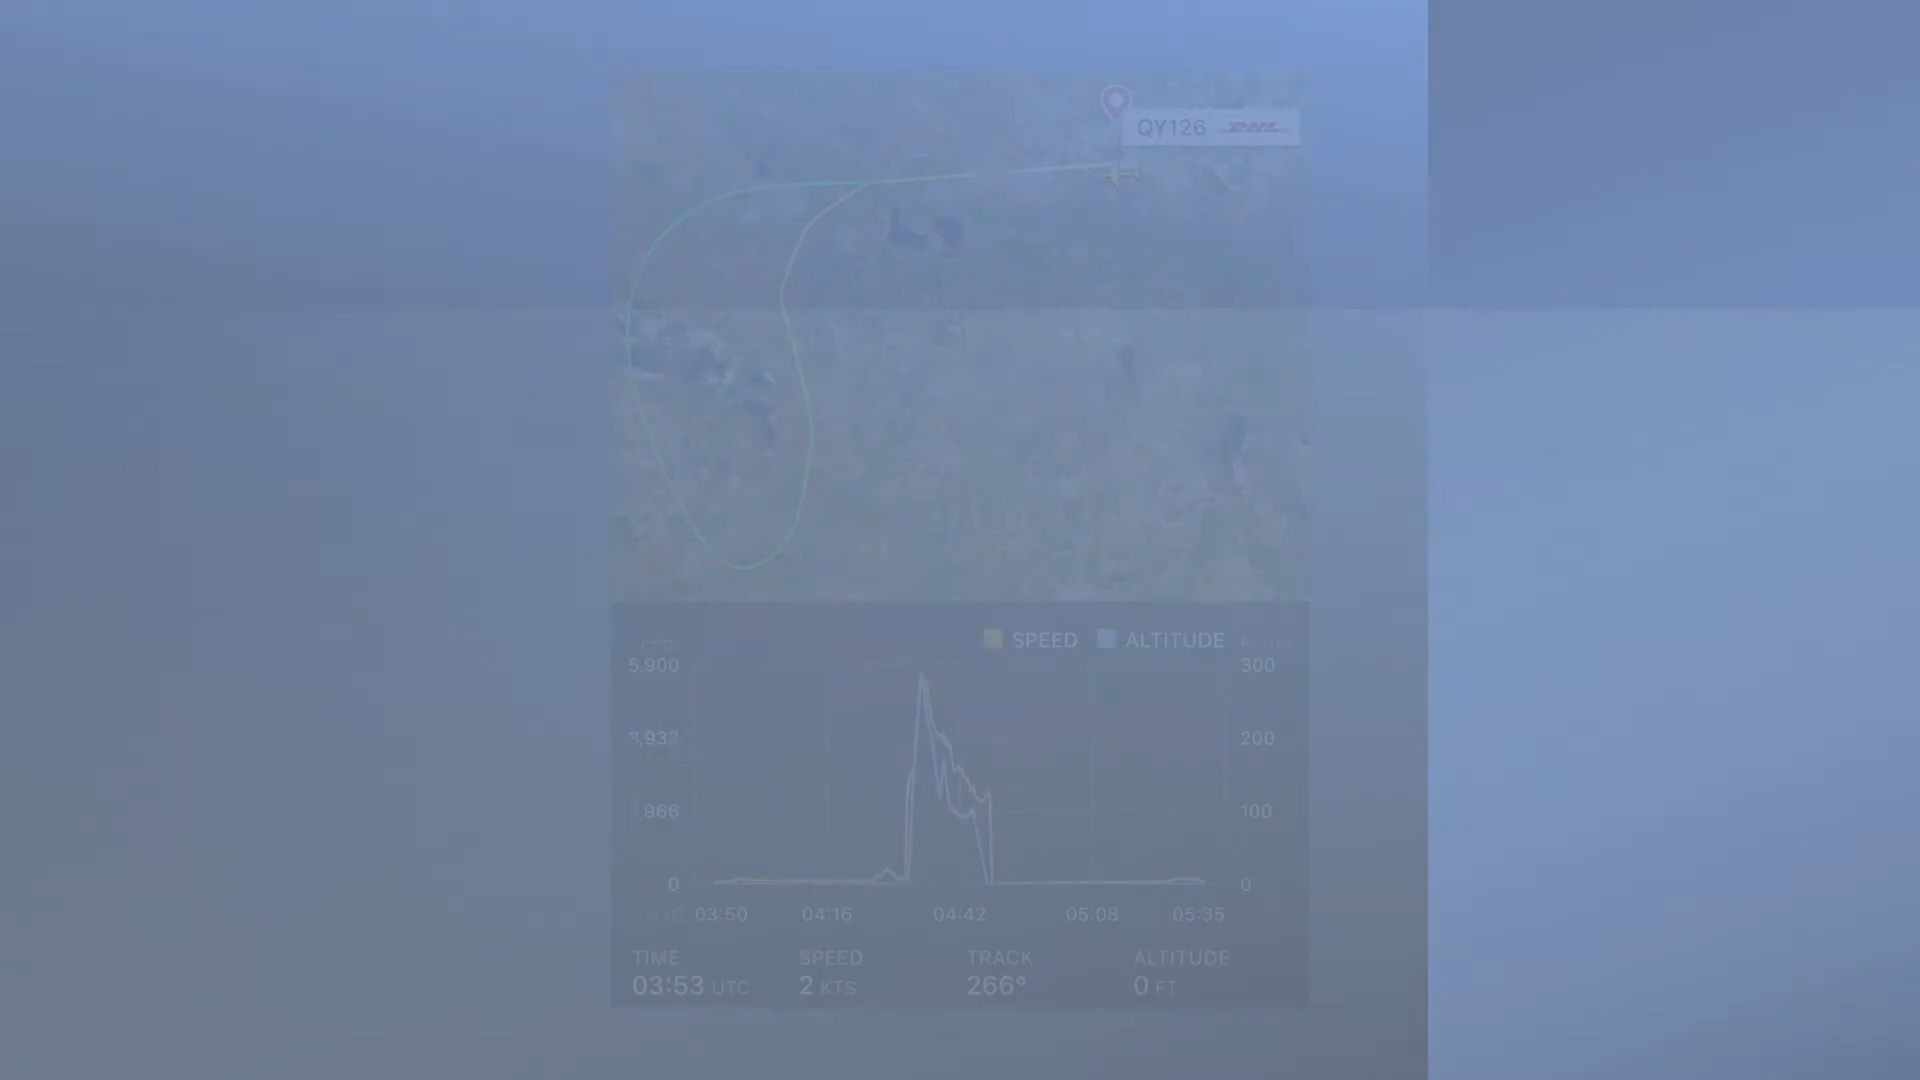 QY126 DHL
SPEED ALTITUDE
5,900 300
3,932 200
966 100
0 0
UTC 03:50 04:16 04:42 05:08 05:35
TIME SPEED TRACK ALTITUDE
03:53 UTC 2 KTS 266° 0 FT